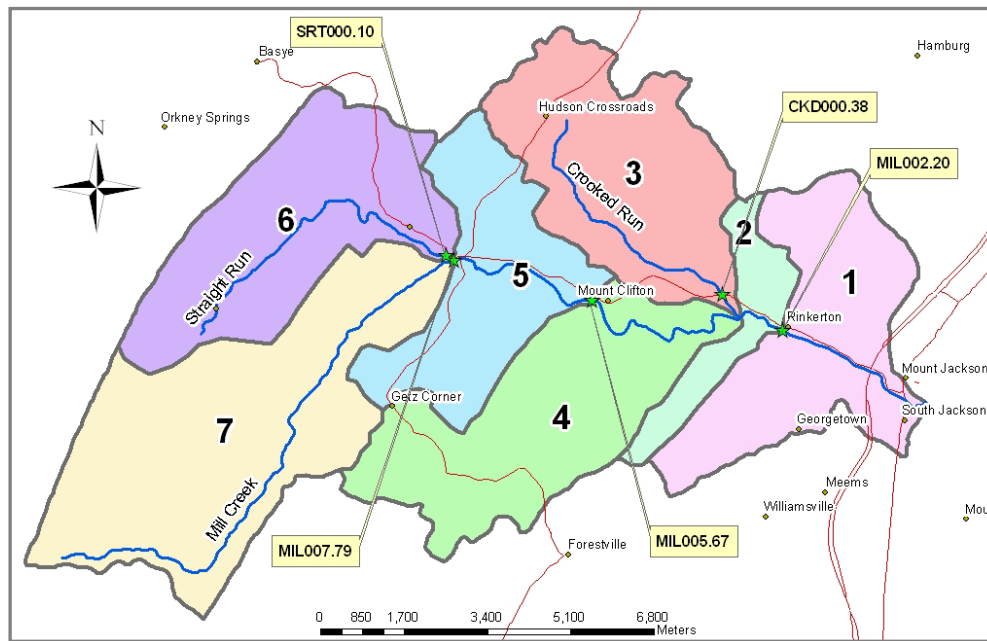 SRT000.10
Basye
Hamburg
Orkney Springs
Hudson Crossroads
CKD000.38
N
3
Crooked Run
MIL002.20
6
2
Straight Run
5
1
Mount Clifton
Rinkerton
Mount Jackson
Getz Corner
4
Georgetown
South Jackson
7
Mill Creek
Meems
Williamsville
Mou
MIL007.79
Forestville
MIL005.67
0 850 1,700 3,400 5,100 6,800
Meters